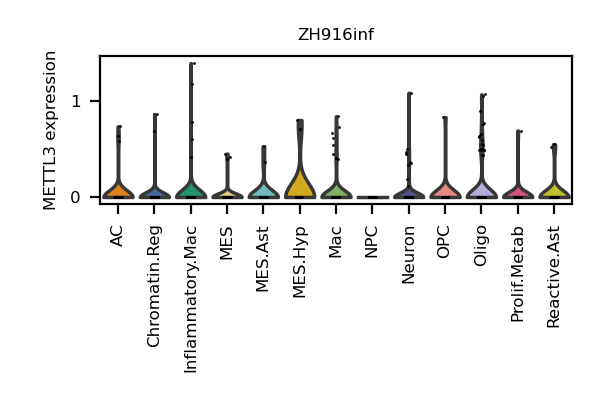 ZH916inf
METTL3 expression
1
0
AC
Chromatin.Reg
Inflammatory.Mac
MES
MES.Ast
MES.Hyp
Mac
NPC
Neuron
OPC
Oligo
Prolif.Metab
Reactive.Ast